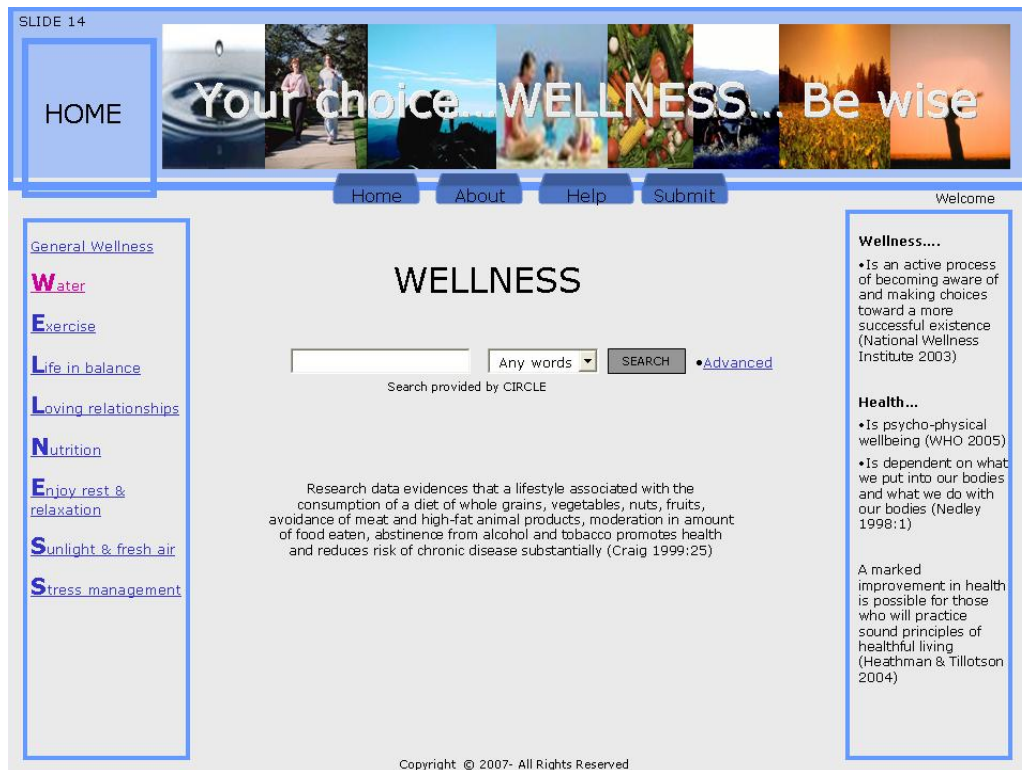 SLIDE 14
HOME
Your choice...WELLNESS... Be wise
Home About Help Submit
Welcome
General Wellness
Water
Exercise
Life in balance
Loving relationships
Nutrition
Enjoy rest &
relaxation
Sunlight & fresh air
Stress management
WELLNESS
Any words SEARCH •Advanced
Search provided by CIRCLE
Research data evidences that a lifestyle associated with the
consumption of a diet of whole grains, vegetables, nuts, fruits,
avoidance of meat and high-fat animal products, moderation in amount
of food eaten, abstinence from alcohol and tobacco promotes health
and reduces risk of chronic disease substantially (Craig 1999:25)
Wellness....
•Is an active process
of becoming aware of
and making choices
toward a more
successful existence
(National Wellness
Institute 2003)
Health...
•Is psycho-physical
wellbeing (WHO 2005)
•Is dependent on what
we put into our bodies
and what we do with
our bodies (Nedley
1998:1)
A marked
improvement in health
is possible for those
who will practice
sound principles of
healthful living
(Heathman & Tillotson
2004)
Copyright © 2007- All Rights Reserved